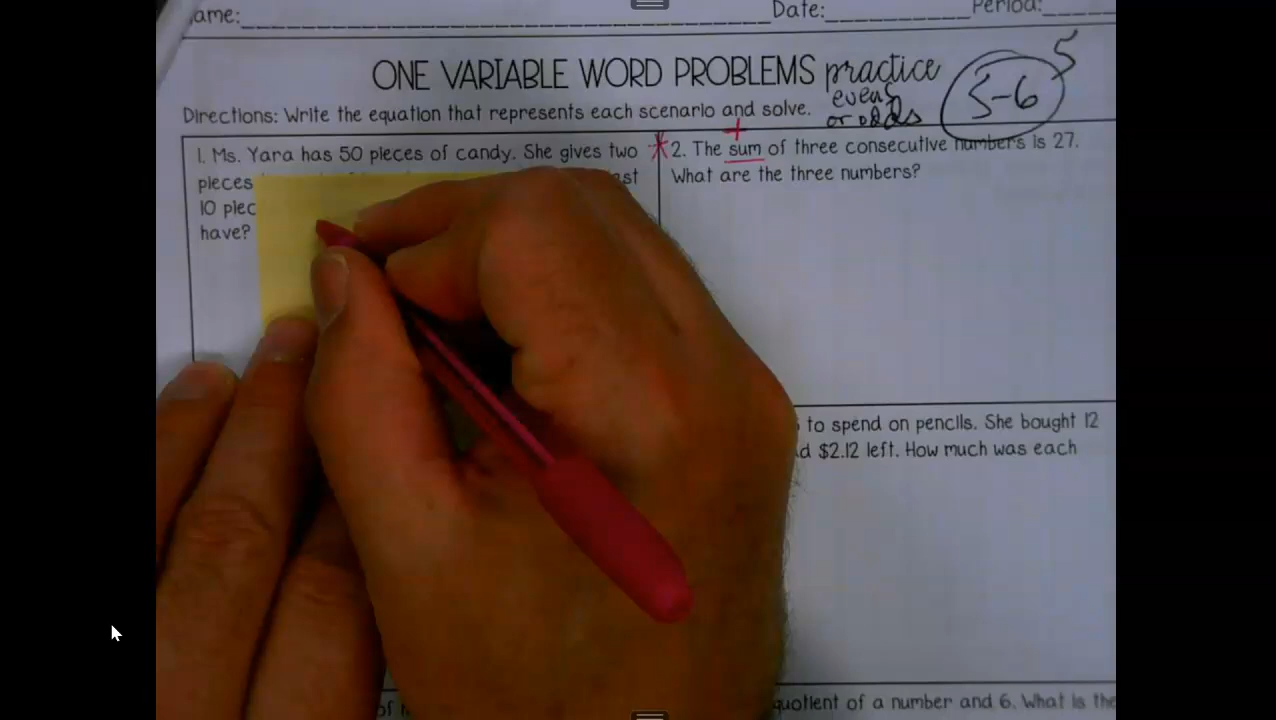 ame:
Date:
Period:
ONE VARIABLE WORD PROBLEMS practice
evens
or odds
5-6
5
Directions: Write the equation that represents each scenario and solve.
+
1. Ms. Yara has 50 pieces of candy. She gives two
pieces
10 piec
have?
2. The sum of three consecutive numbers is 27.
What are the three numbers?
to spend on pencils. She bought 12
$2.12 left. How much was each
quotient of a number and 6. What is the